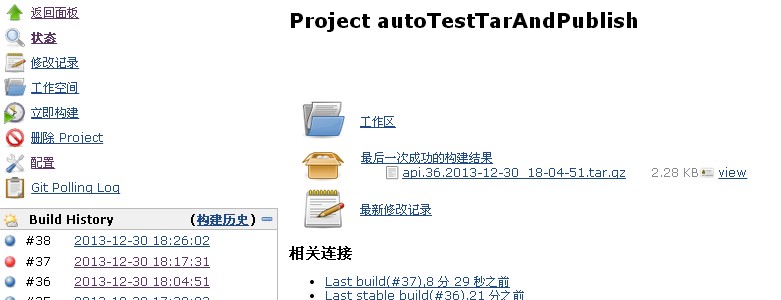 返回面板
状态
修改记录
工作空间
立即构建
删除 Project
配置
Git Polling Log
Build History (构建历史)
#38 2013-12-30 18:26:02
#37 2013-12-30 18:17:31
#36 2013-12-30 18:04:51
Project autoTestTarAndPublish
工作区
最后一次成功的构建结果
api.36.2013-12-30_18-04-51.tar.gz 2.28 KB view
最新修改记录
相关连接
Last build(#37),8 分 29 秒之前
Last stable build(#36),21 分之前